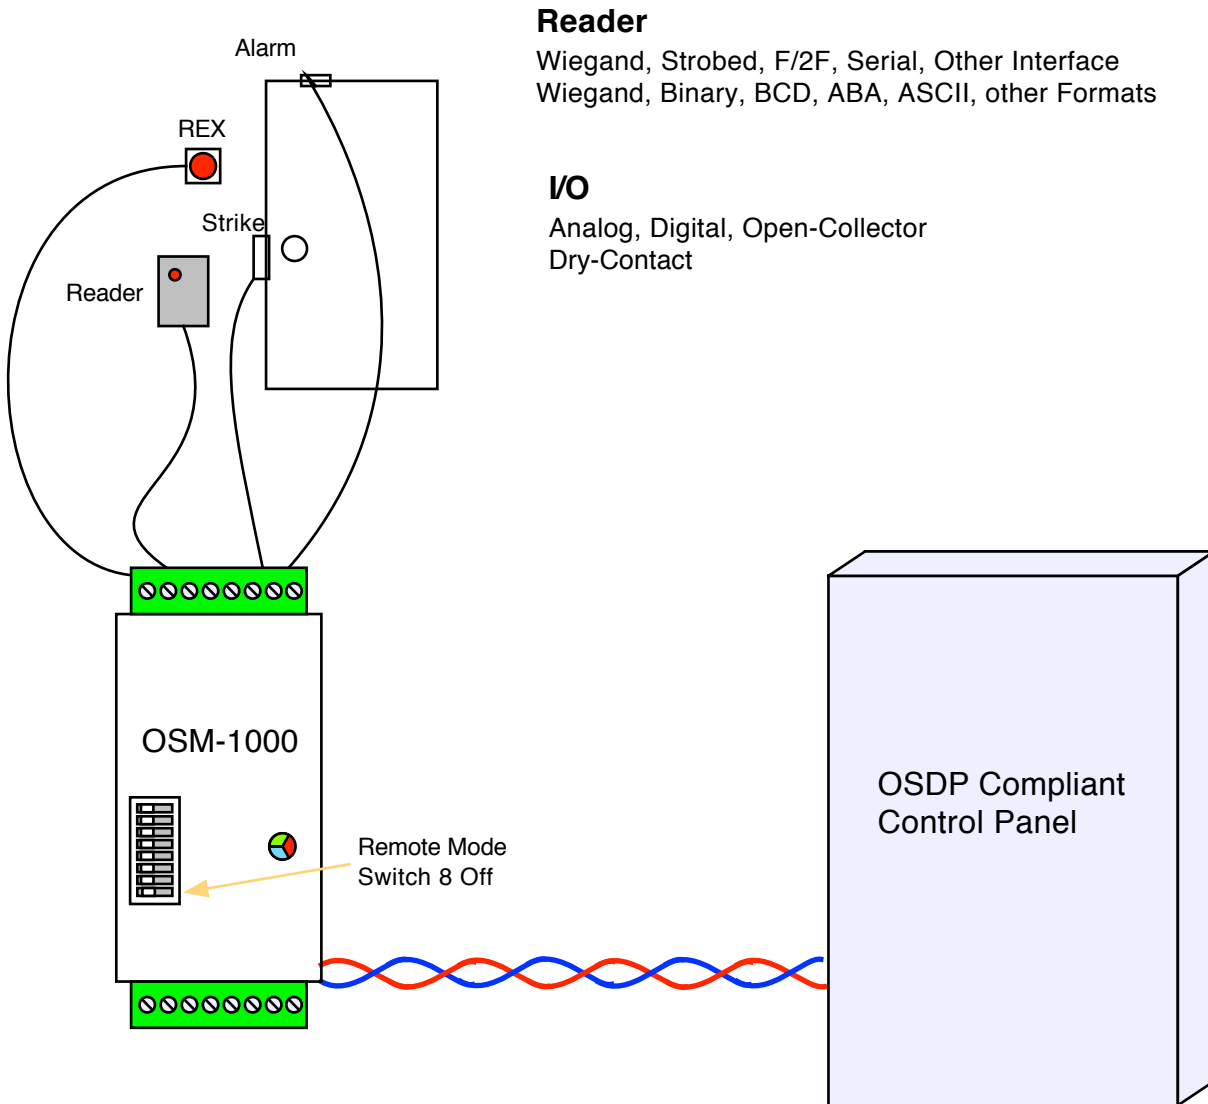 Reader
Wiegand, Strobed, F/2F, Serial, Other Interface
Wiegand, Binary, BCD, ABA, ASCII, other Formats
I/O
Analog, Digital, Open-Collector
Dry-Contact
Alarm
REX
Strike
Reader
OSM-1000
Remote Mode
Switch 8 Off
OSDP Compliant
Control Panel